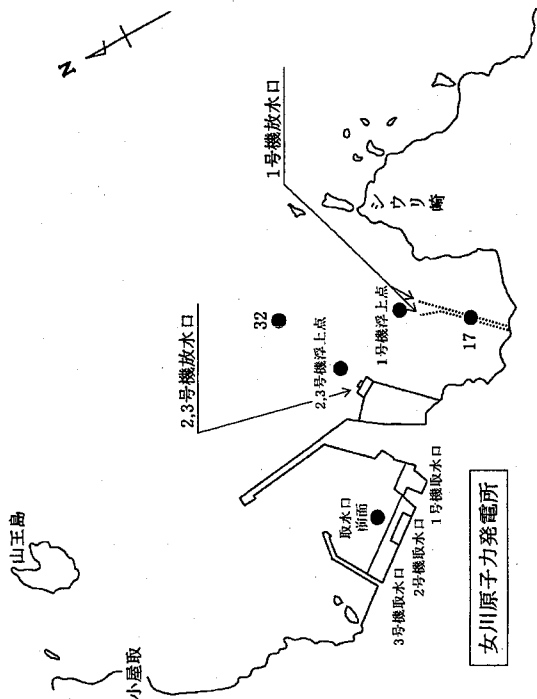 N
山王島
小屋取
2,3号機放水口
1号機放水口
32
2,3号機浮上点
1号機浮上点
17
シウリ
崎
取水口
前面
3号機取水口
2号機取水口
1号機取水口
女川原子力発電所